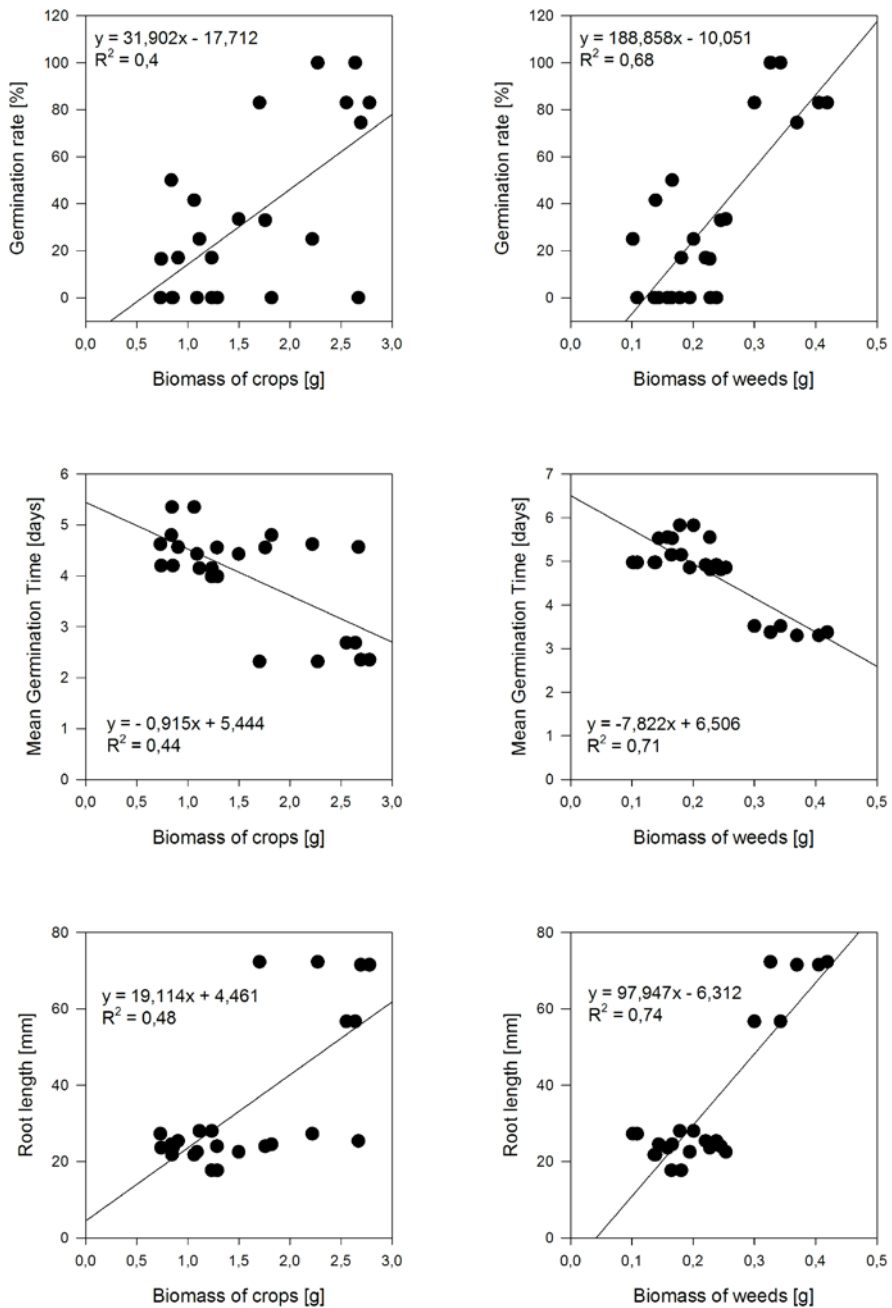 120
100
80
60
40
20
0
Germination rate [%]
y = 31,902x - 17,712
R² = 0,4
0,0 0,5 1,0 1,5 2,0 2,5 3,0
Biomass of crops [g]
120
100
80
60
40
20
0
Germination rate [%]
y = 188,858x - 10,051
R² = 0,68
0,0 0,1 0,2 0,3 0,4 0,5
Biomass of weeds [g]
6
5
4
3
2
1
0
Mean Germination Time [days]
y = - 0,915x + 5,444
R² = 0,44
0,0 0,5 1,0 1,5 2,0 2,5 3,0
Biomass of crops [g]
7
6
5
4
3
2
1
0
Mean Germination Time [days]
y = -7,822x + 6,506
R² = 0,71
0,0 0,1 0,2 0,3 0,4 0,5
Biomass of weeds [g]
80
60
40
20
0
Root length [mm]
y = 19,114x + 4,461
R² = 0,48
0,0 0,5 1,0 1,5 2,0 2,5 3,0
Biomass of crops [g]
80
60
40
20
0
Root length [mm]
y = 97,947x - 6,312
R² = 0,74
0,0 0,1 0,2 0,3 0,4 0,5
Biomass of weeds [g]